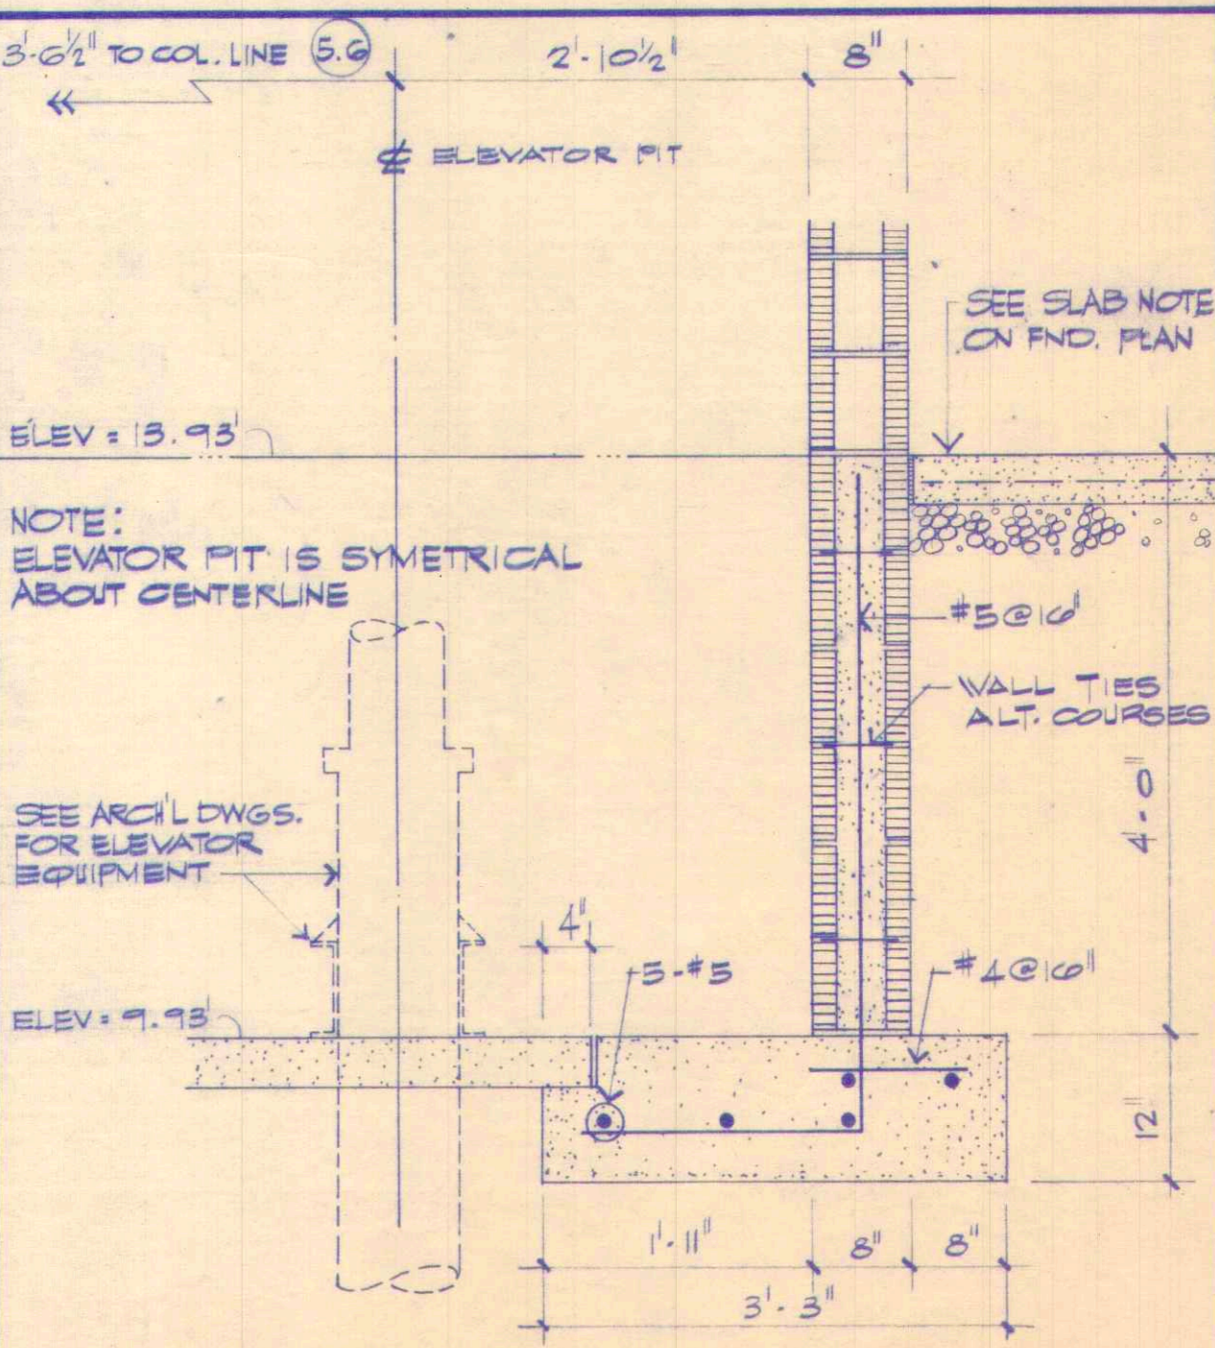 3'-6½" TO COL. LINE 5.6
2'-10½"
8"
℄ ELEVATOR PIT
SEE SLAB NOTE
ON FND. PLAN
ELEV = 13.93'
NOTE:
ELEVATOR PIT IS SYMETRICAL
ABOUT CENTERLINE
#5@16"
WALL TIES
ALT. COURSES
4'-0"
SEE ARCH'L DWGS.
FOR ELEVATOR
EQUIPMENT
4"
5-#5
#4@16"
ELEV = 9.93'
12"
1'-11"
8"
8"
3'-3"